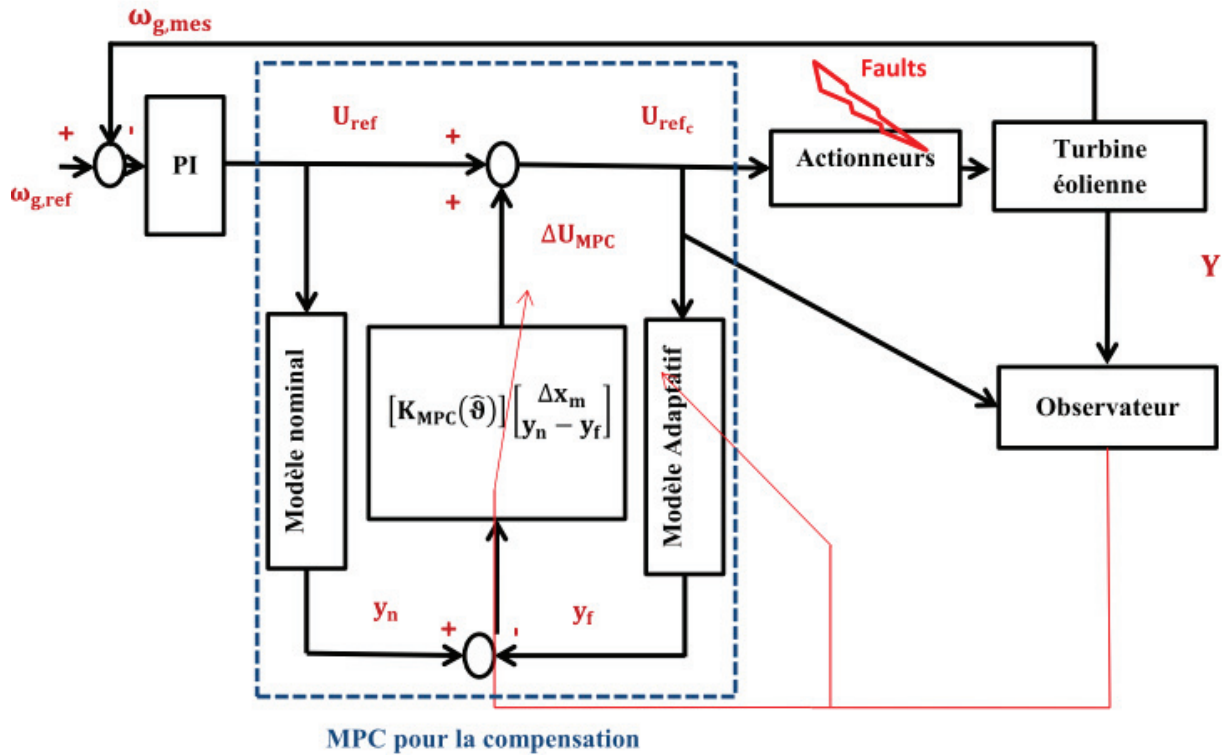 ω_g,mes
Faults
+
-
U_ref
U_ref_c
+
PI
Actionneurs
Turbine
éolienne
ω_g,ref
+
ΔU_MPC
Y
Modèle nominal
[K_MPC(ϑ̂)] [Δx_m
y_n − y_f]
Modèle Adaptatif
Observateur
y_n
+
-
y_f
MPC pour la compensation